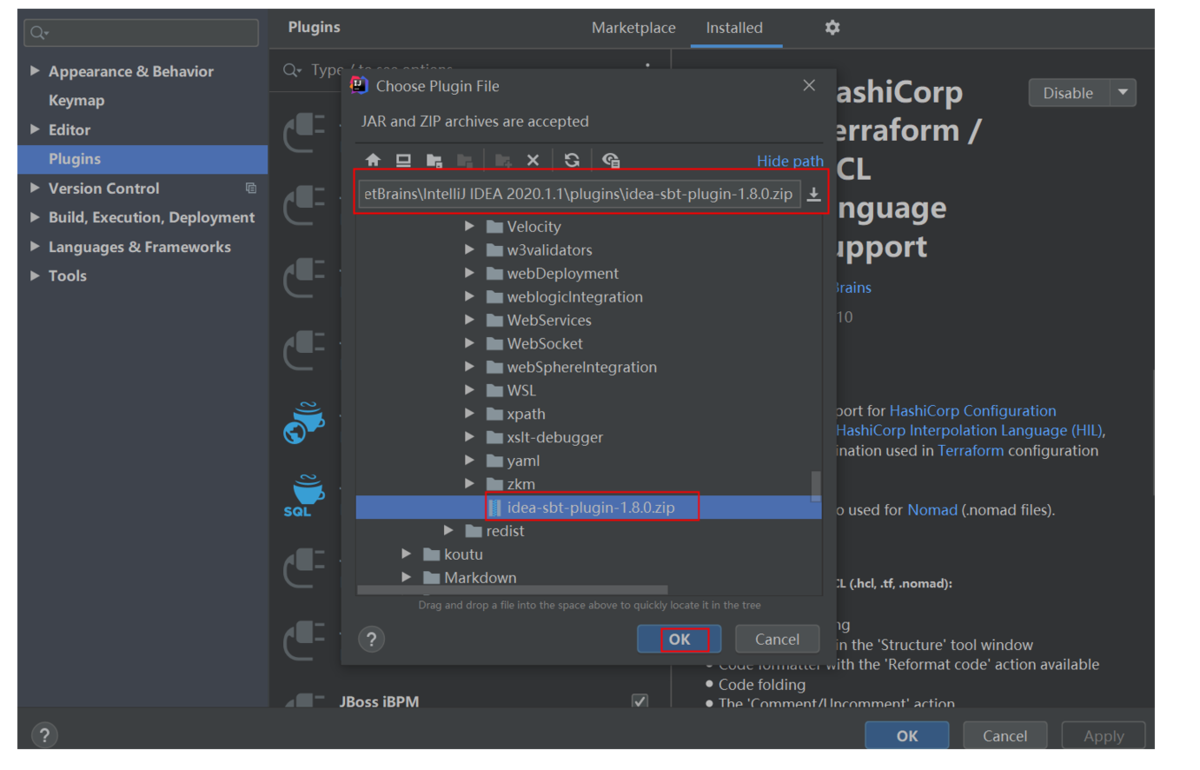 Plugins
Marketplace
Installed
Appearance & Behavior
Keymap
Editor
Plugins
Version Control
Build, Execution, Deployment
Languages & Frameworks
Tools
Type / to see options
Choose Plugin File
JAR and ZIP archives are accepted
Hide path
etBrains\IntelliJ IDEA 2020.1.1\plugins\idea-sbt-plugin-1.8.0.zip
Velocity
w3validators
webDeployment
weblogicIntegration
WebServices
WebSocket
webSphereIntegration
WSL
xpath
xslt-debugger
yaml
zkm
idea-sbt-plugin-1.8.0.zip
redist
koutu
Markdown
Drag and drop a file into the space above to quickly locate it in the tree
?
OK
Cancel
SQL
JBoss jBPM
ashiCorp
erraform /
CL
nguage
upport
Disable
rains
10
port for HashiCorp Configuration
HashiCorp Interpolation Language (HIL),
ination used in Terraform configuration
o used for Nomad (.nomad files).
CL (.hcl, .tf, .nomad):
ng
in the 'Structure' tool window
Code formatter with the 'Reformat code' action available
Code folding
The 'Comment/Uncomment' action
?
OK
Cancel
Apply